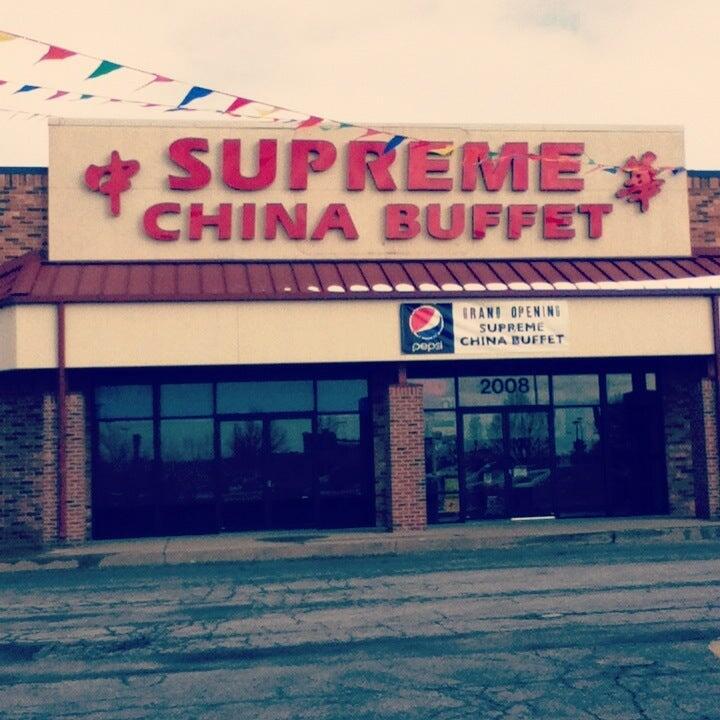 中 SUPREME 華
CHINA BUFFET
GRAND OPENING
SUPREME
CHINA BUFFET
pepsi
2008